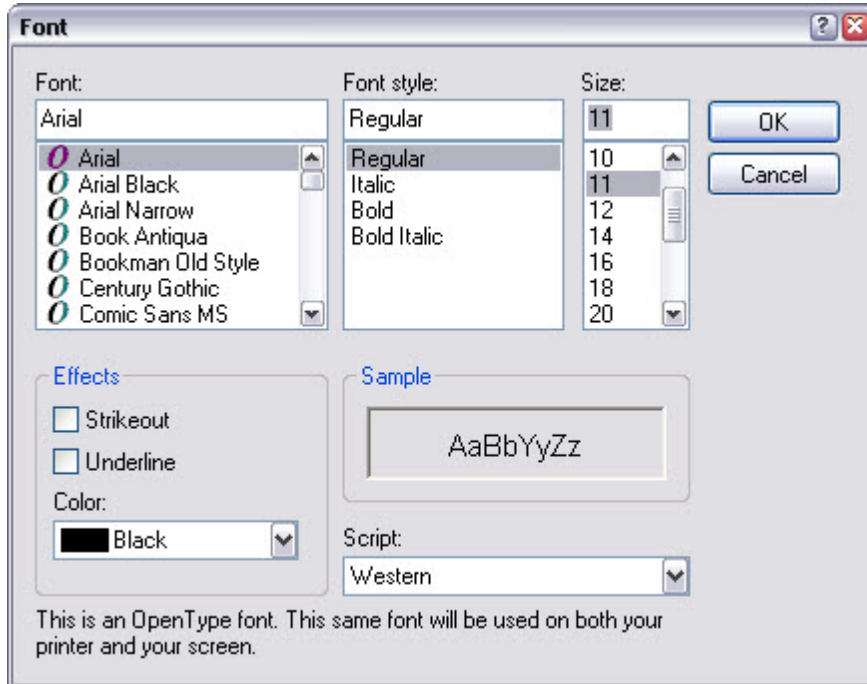 Font
Font: Font style: Size:
Arial Regular 11
Arial Regular 10
Arial Black Italic 11
Arial Narrow Bold 12
Book Antiqua Bold Italic 14
Bookman Old Style 16
Century Gothic 18
Comic Sans MS 20
OK
Cancel
Effects
Strikeout
Underline
Color:
Black
Sample
AaBbYyZz
Script:
Western
This is an OpenType font. This same font will be used on both your
printer and your screen.